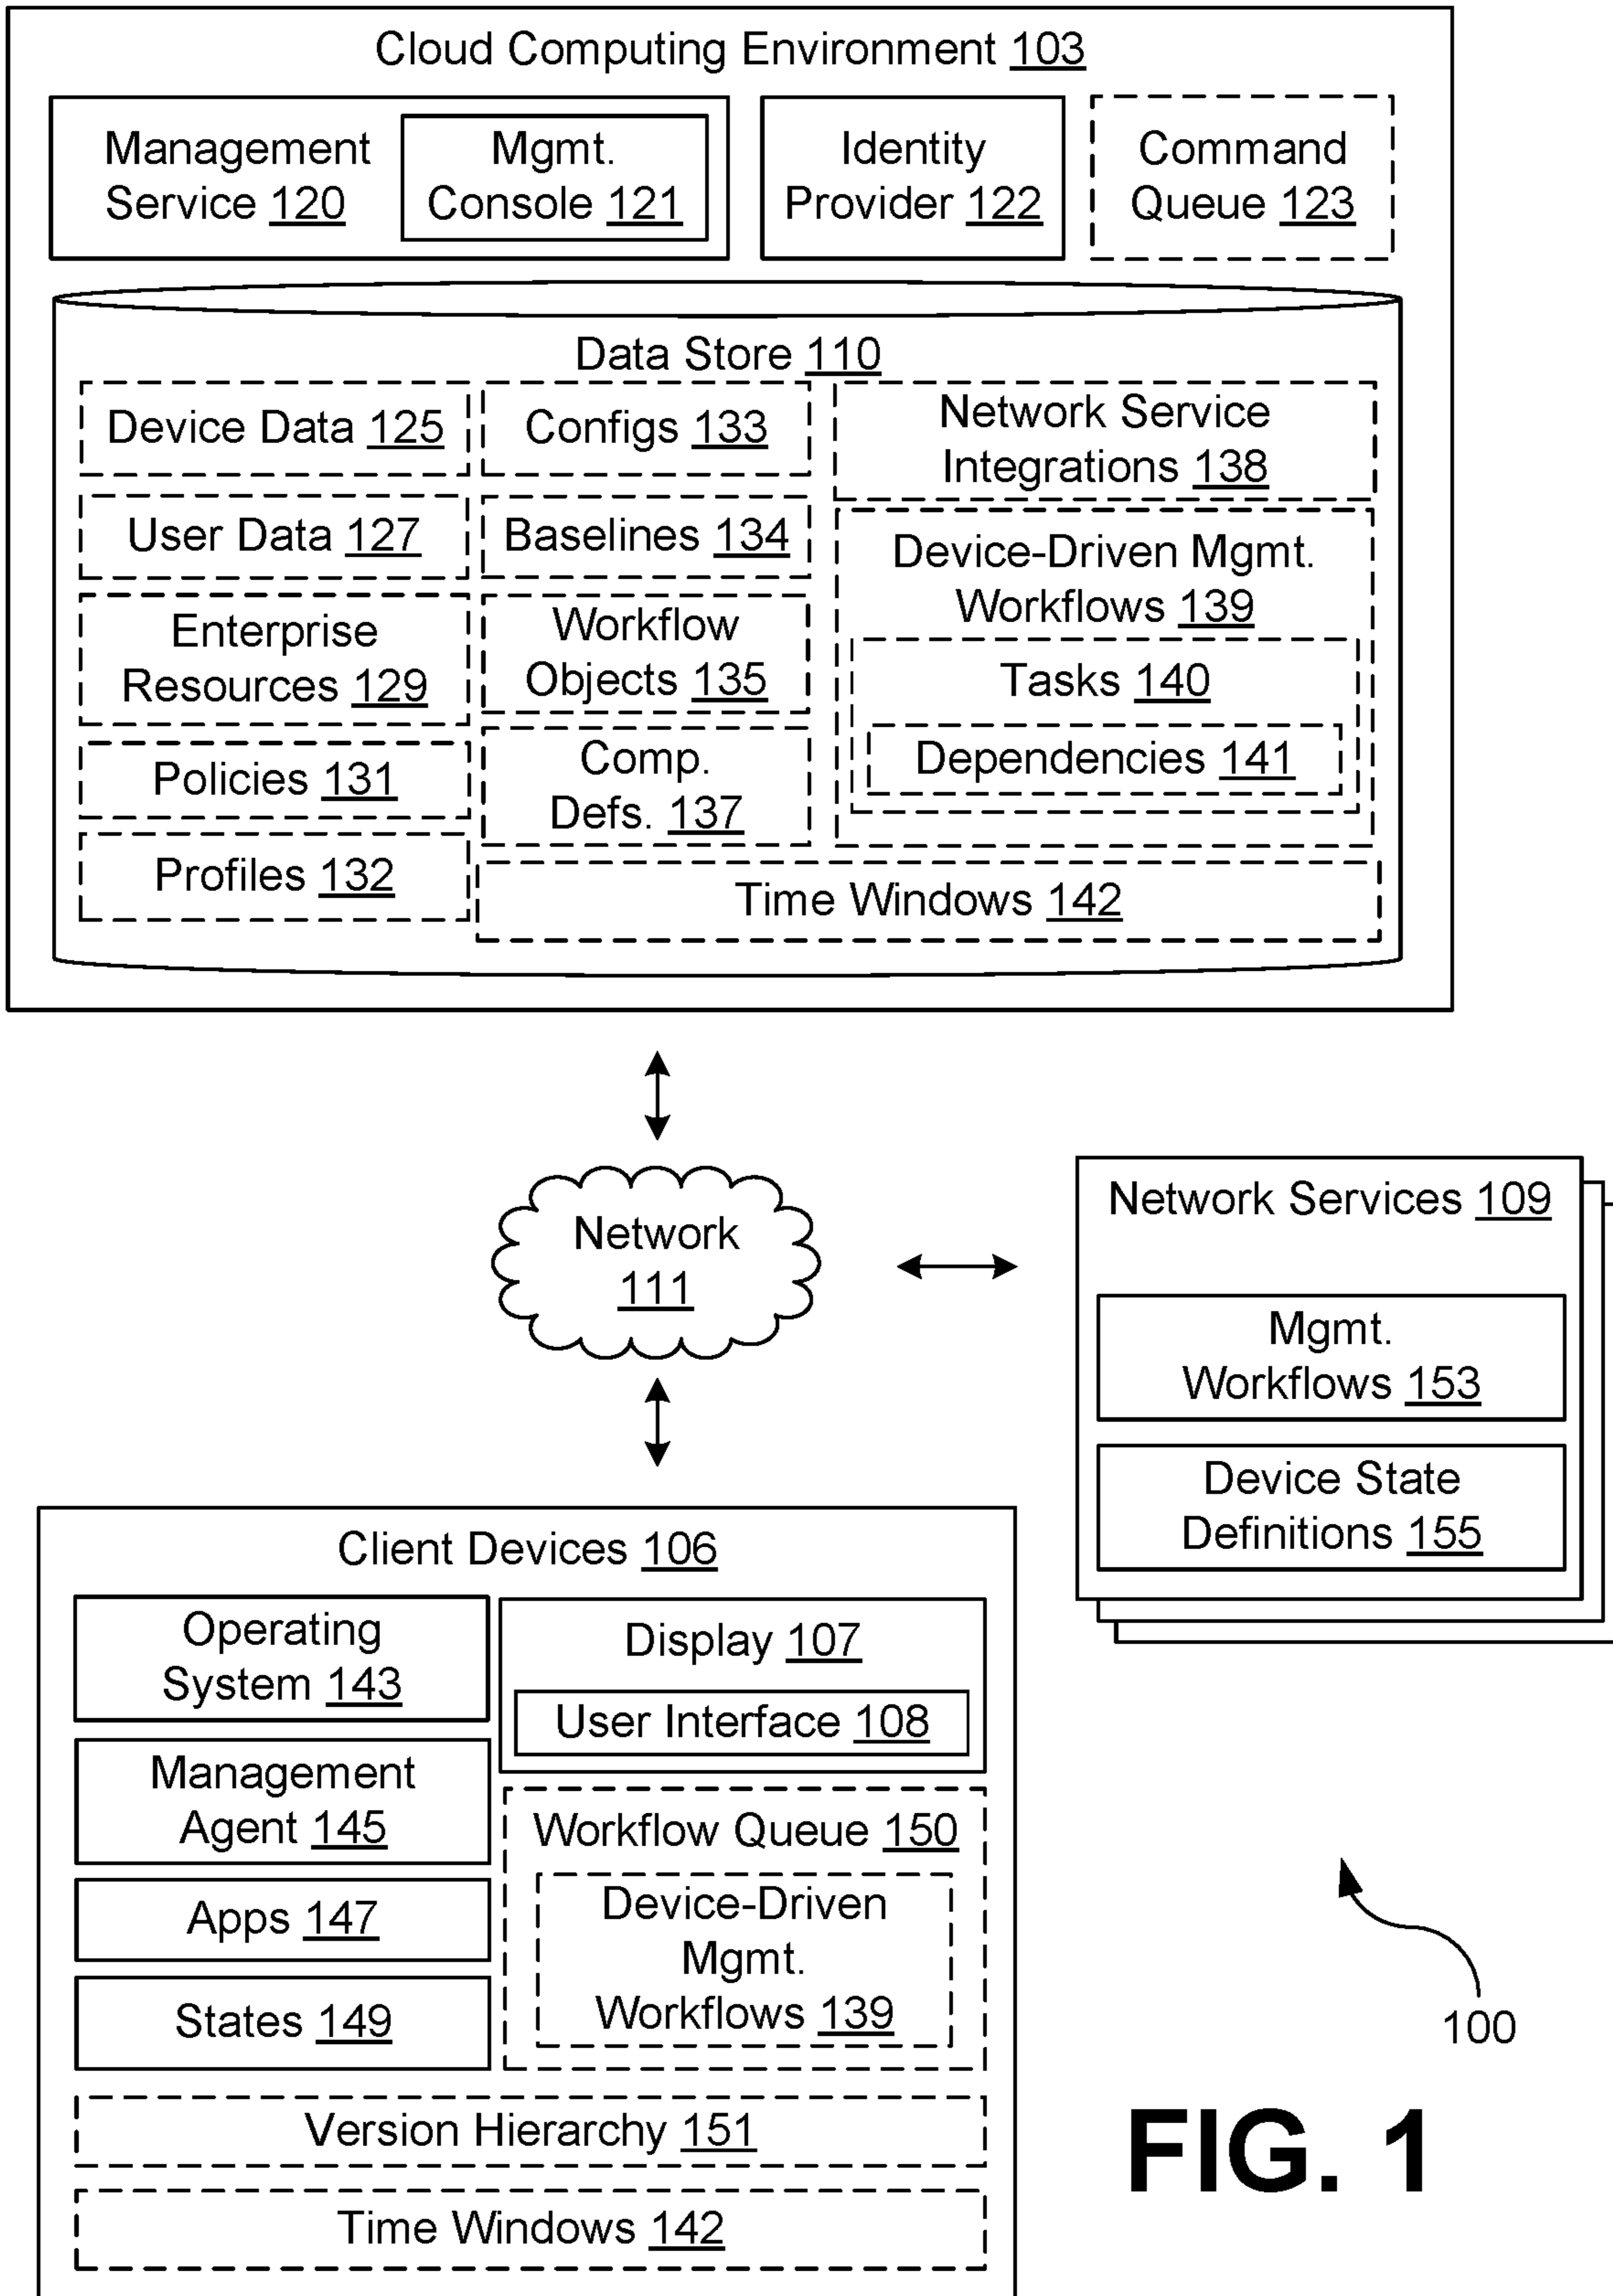 Cloud Computing Environment 103
Management
Service 120
Mgmt.
Console 121
Identity
Provider 122
Command
Queue 123
Data Store 110
Device Data 125
User Data 127
Enterprise
Resources 129
Policies 131
Profiles 132
Configs 133
Baselines 134
Workflow
Objects 135
Comp.
Defs. 137
Network Service
Integrations 138
Device-Driven Mgmt.
Workflows 139
Tasks 140
Dependencies 141
Time Windows 142
Network
111
Network Services 109
Mgmt.
Workflows 153
Device State
Definitions 155
Client Devices 106
Operating
System 143
Management
Agent 145
Apps 147
States 149
Display 107
User Interface 108
Workflow Queue 150
Device-Driven
Mgmt.
Workflows 139
Version Hierarchy 151
Time Windows 142
100
FIG. 1